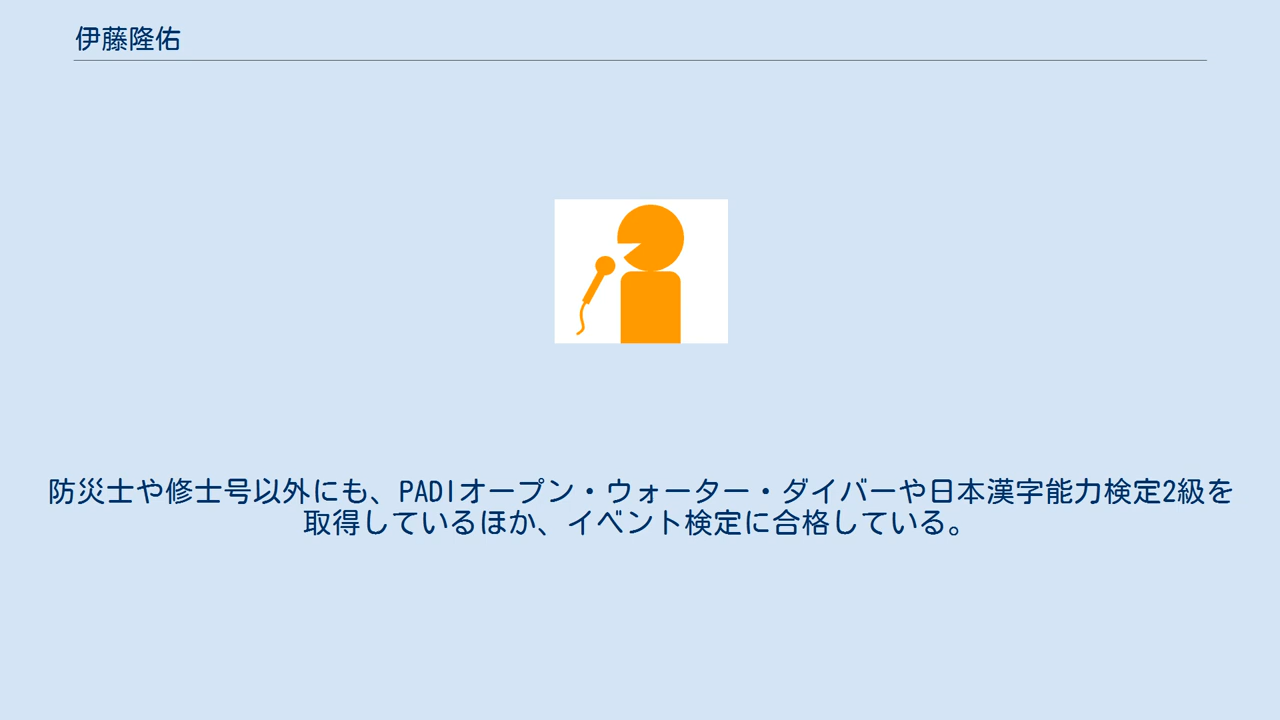 伊藤隆佑
防災士や修士号以外にも、PADIオープン・ウォーター・ダイバーや日本漢字能力検定2級を
取得しているほか、イベント検定に合格している。